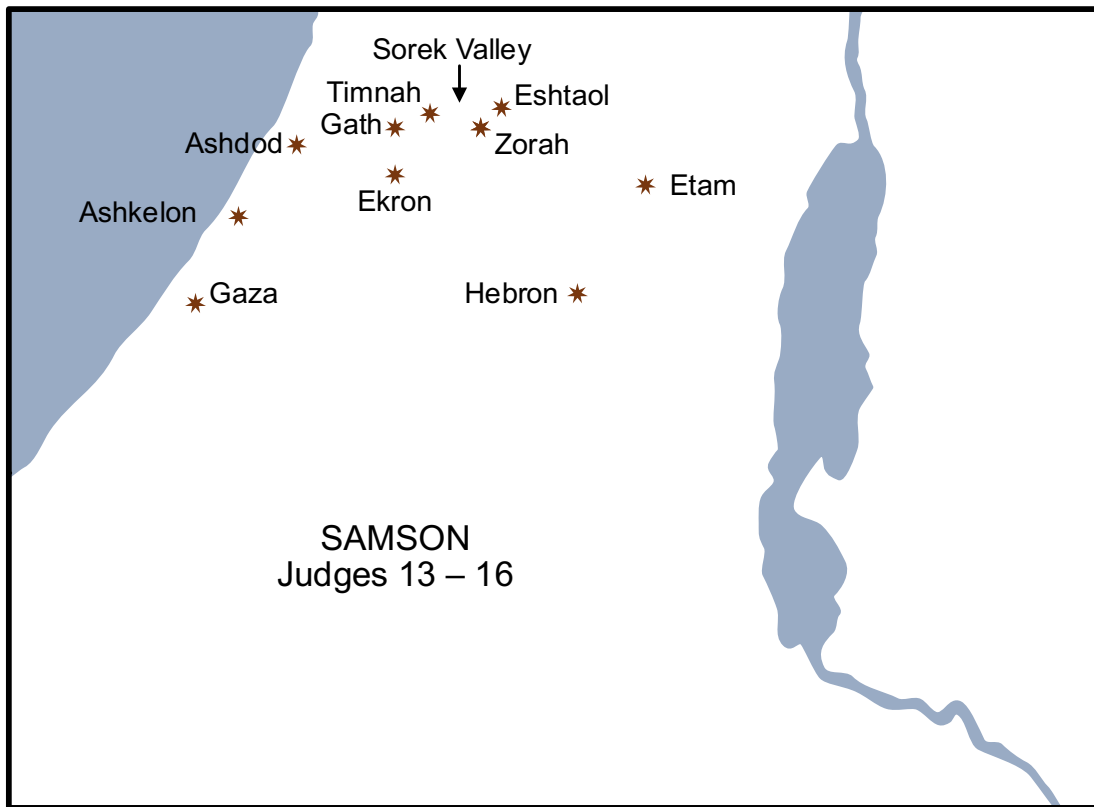 Sorek Valley
Timnah
Eshtaol
Gath
Ashdod
Zorah
Ekron
Etam
Ashkelon
Gaza
Hebron
SAMSON
Judges 13 – 16